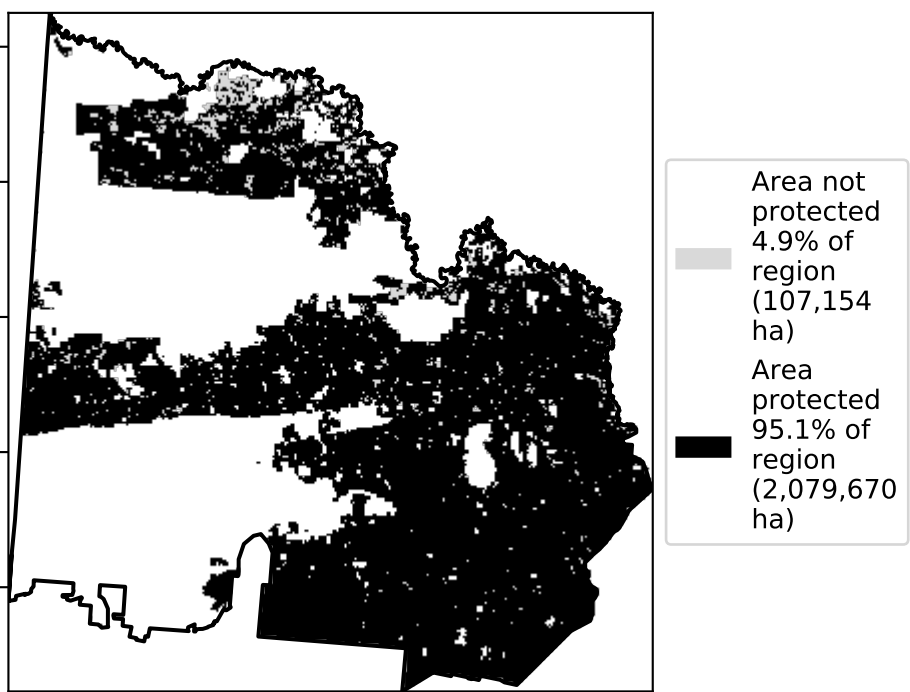 Area not
protected
4.9% of
region
(107,154
ha)
Area
protected
95.1% of
region
(2,079,670
ha)